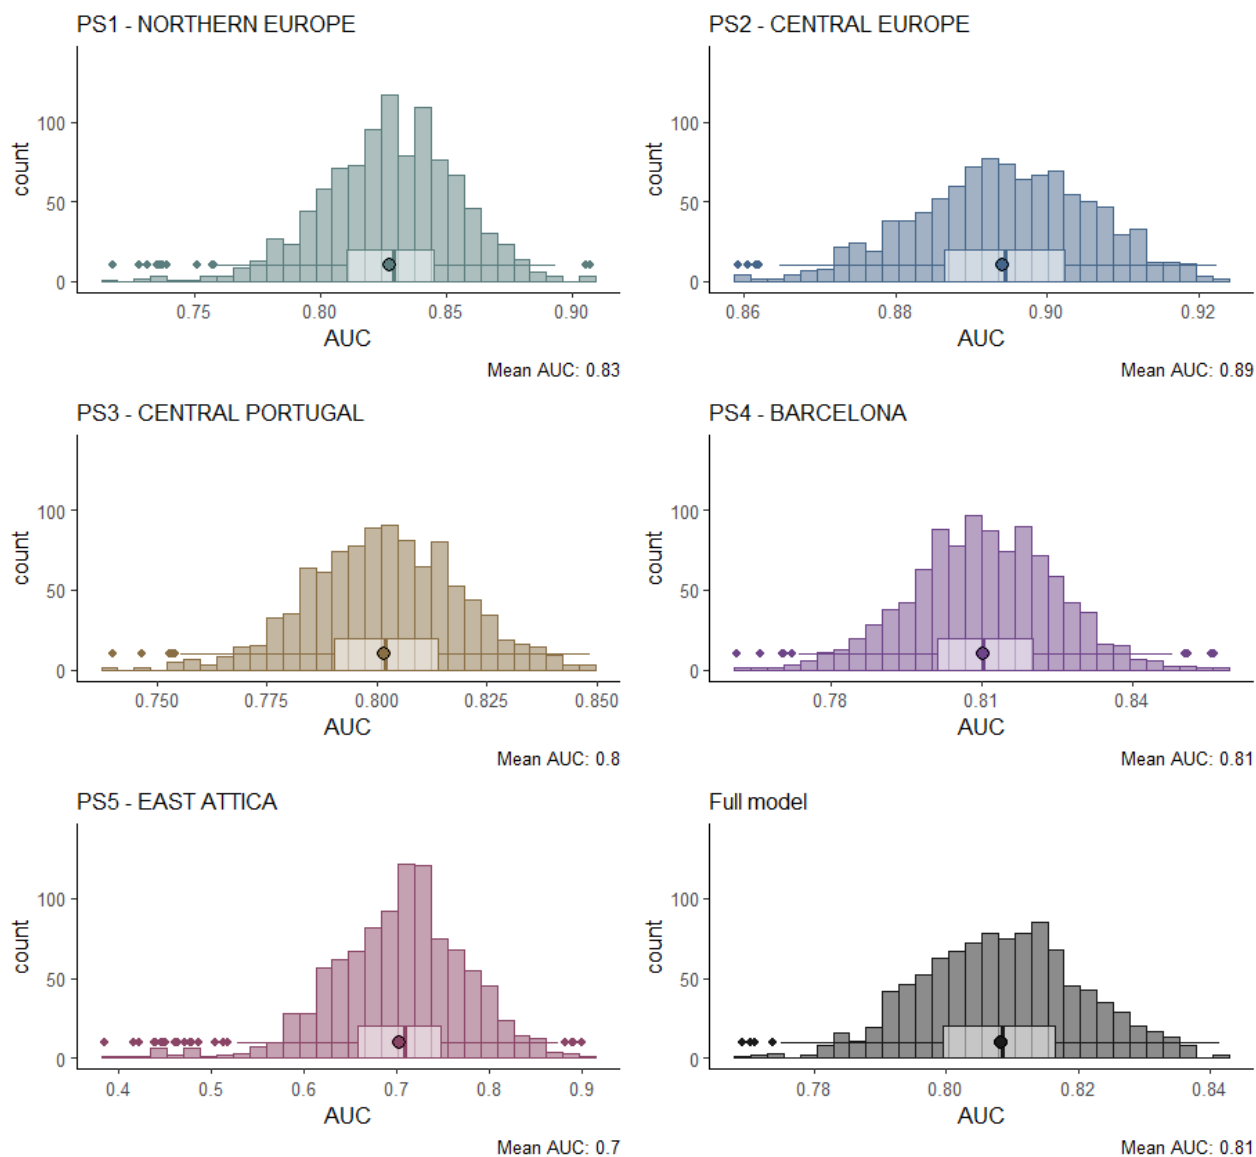 PS1 - NORTHERN EUROPE
100
50
0
count
0.75 0.80 0.85 0.90
AUC
Mean AUC: 0.83
PS2 - CENTRAL EUROPE
100
50
0
count
0.86 0.88 0.90 0.92
AUC
Mean AUC: 0.89
PS3 - CENTRAL PORTUGAL
100
50
0
count
0.750 0.775 0.800 0.825 0.850
AUC
Mean AUC: 0.8
PS4 - BARCELONA
100
50
0
count
0.78 0.81 0.84
AUC
Mean AUC: 0.81
PS5 - EAST ATTICA
100
50
0
count
0.4 0.5 0.6 0.7 0.8 0.9
AUC
Mean AUC: 0.7
Full model
100
50
0
count
0.78 0.80 0.82 0.84
AUC
Mean AUC: 0.81